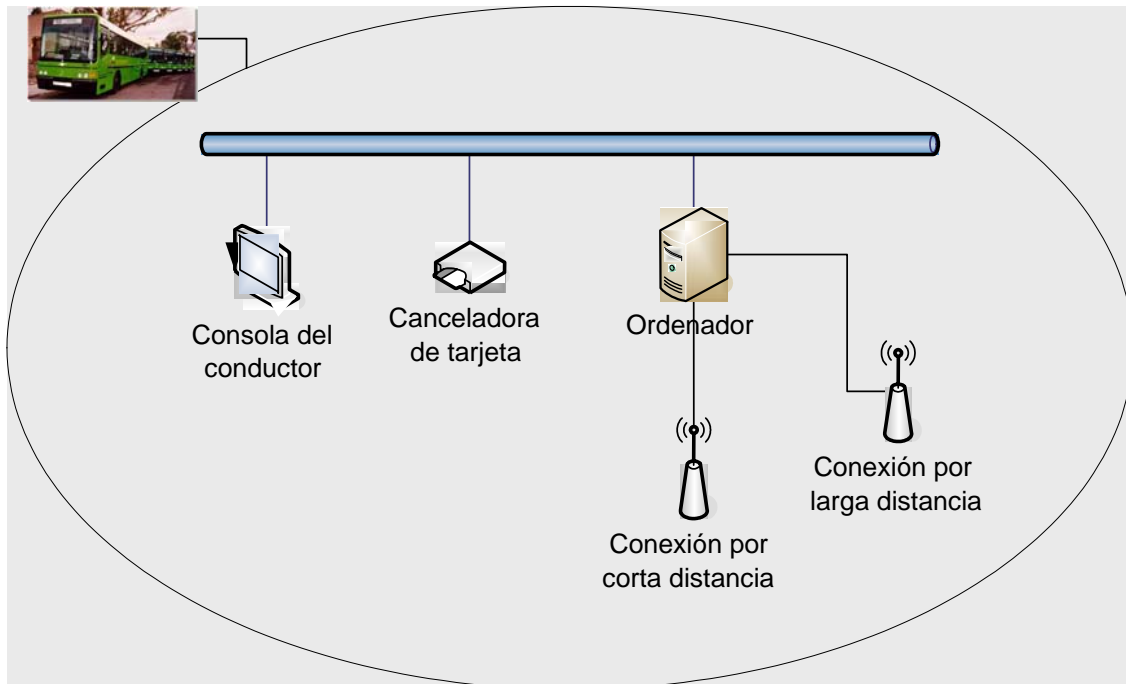 Consola del
conductor
Canceladora
de tarjeta
Ordenador
Conexión por
larga distancia
Conexión por
corta distancia